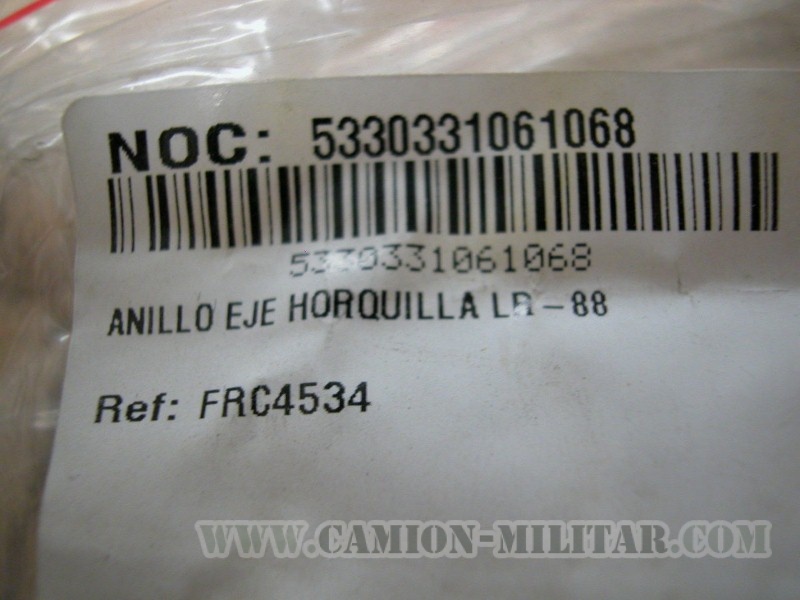 NOC: 5330331061068
5330331061068
ANILLO EJE HORQUILLA LR-88
Ref: FRC4534
WWW.CAMION-MILITAR.COM